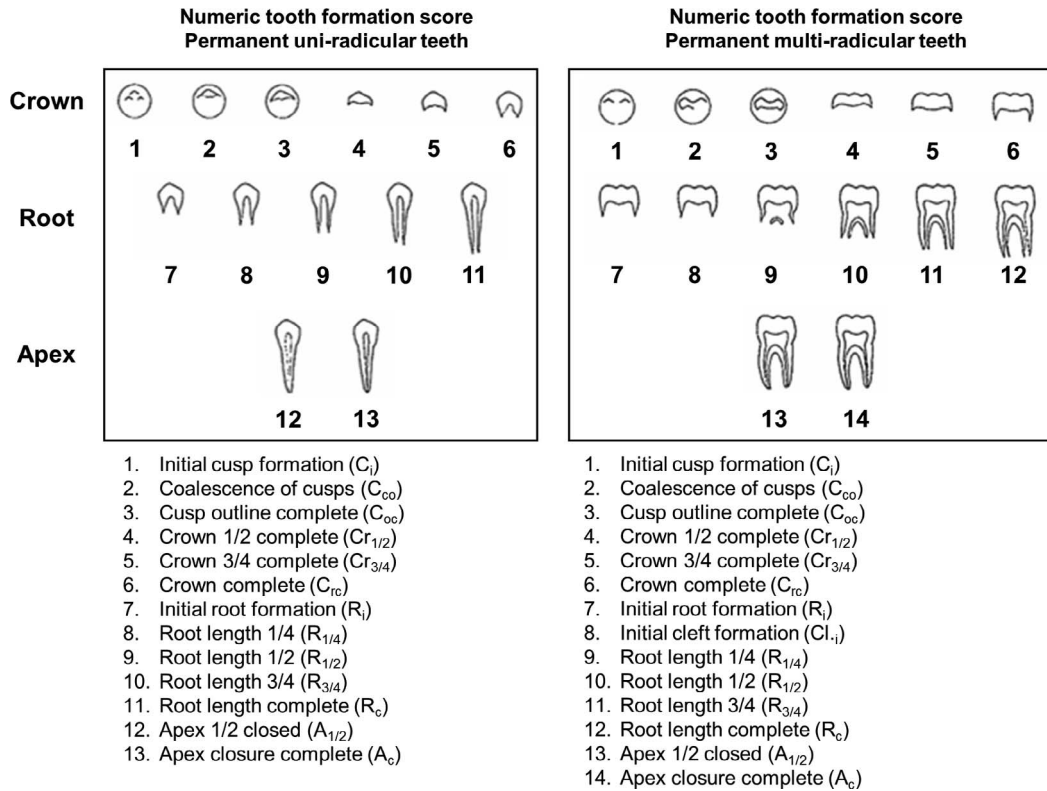 Numeric tooth formation score
Permanent uni-radicular teeth
Crown
1 2 3 4 5 6
Root
7 8 9 10 11
Apex
12 13
1. Initial cusp formation (Ci)
2. Coalescence of cusps (Cco)
3. Cusp outline complete (Coc)
4. Crown 1/2 complete (Cr1/2)
5. Crown 3/4 complete (Cr3/4)
6. Crown complete (Crc)
7. Initial root formation (Ri)
8. Root length 1/4 (R1/4)
9. Root length 1/2 (R1/2)
10. Root length 3/4 (R3/4)
11. Root length complete (Rc)
12. Apex 1/2 closed (A1/2)
13. Apex closure complete (Ac)
Numeric tooth formation score
Permanent multi-radicular teeth
1 2 3 4 5 6
7 8 9 10 11 12
13 14
1. Initial cusp formation (Ci)
2. Coalescence of cusps (Cco)
3. Cusp outline complete (Coc)
4. Crown 1/2 complete (Cr1/2)
5. Crown 3/4 complete (Cr3/4)
6. Crown complete (Crc)
7. Initial root formation (Ri)
8. Initial cleft formation (Cl.i)
9. Root length 1/4 (R1/4)
10. Root length 1/2 (R1/2)
11. Root length 3/4 (R3/4)
12. Root length complete (Rc)
13. Apex 1/2 closed (A1/2)
14. Apex closure complete (Ac)